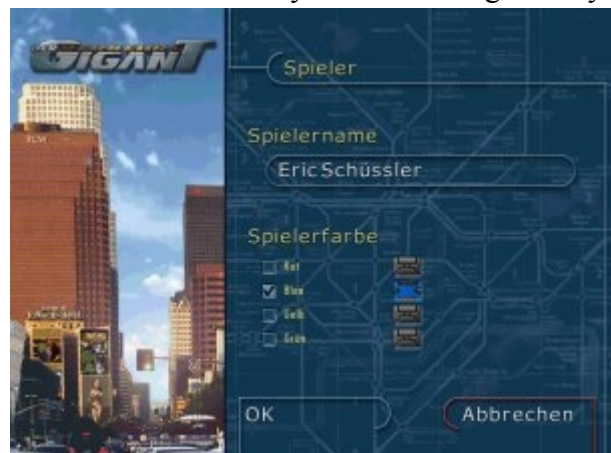 GIGANT
Spieler
Spielername
Eric Schüssler
Spielerfarbe
Rot
Blau
Gelb
Grün
OK
Abbrechen